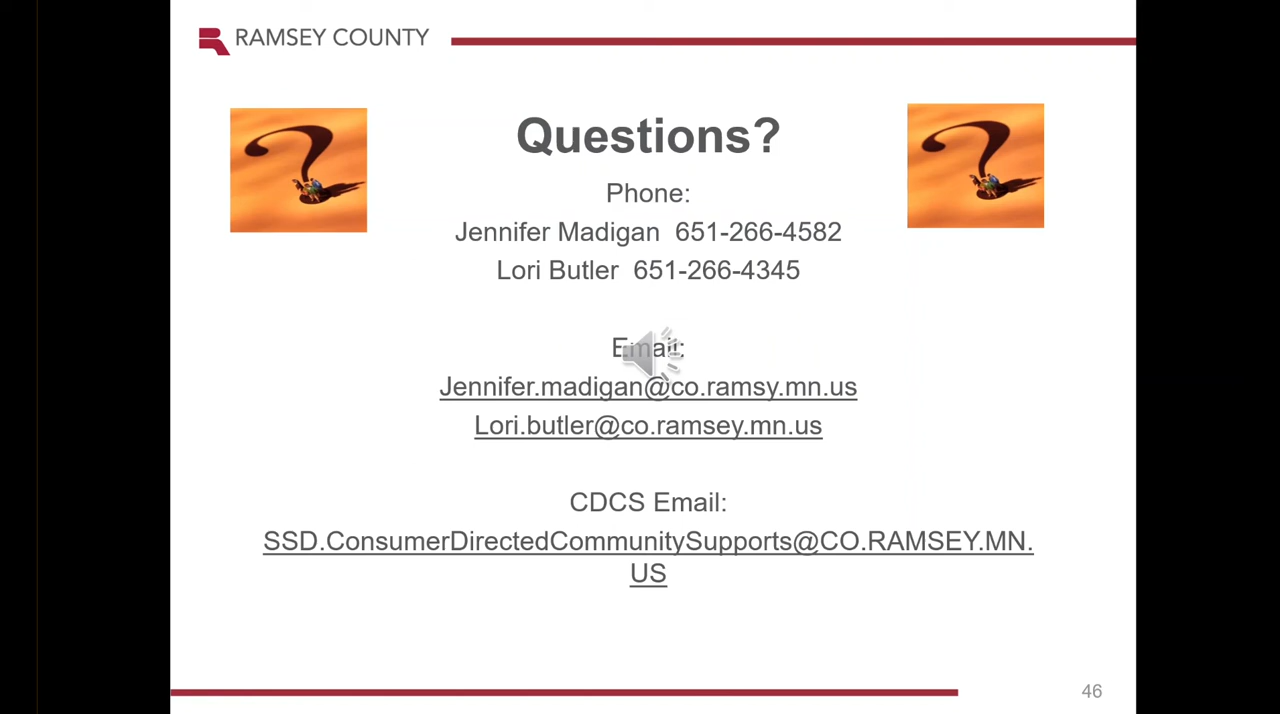 RAMSEY COUNTY
Questions?
Phone:
Jennifer Madigan 651-266-4582
Lori Butler 651-266-4345
Email:
Jennifer.madigan@co.ramsy.mn.us
Lori.butler@co.ramsey.mn.us
CDCS Email:
SSD.ConsumerDirectedCommunitySupports@CO.RAMSEY.MN.
US
46